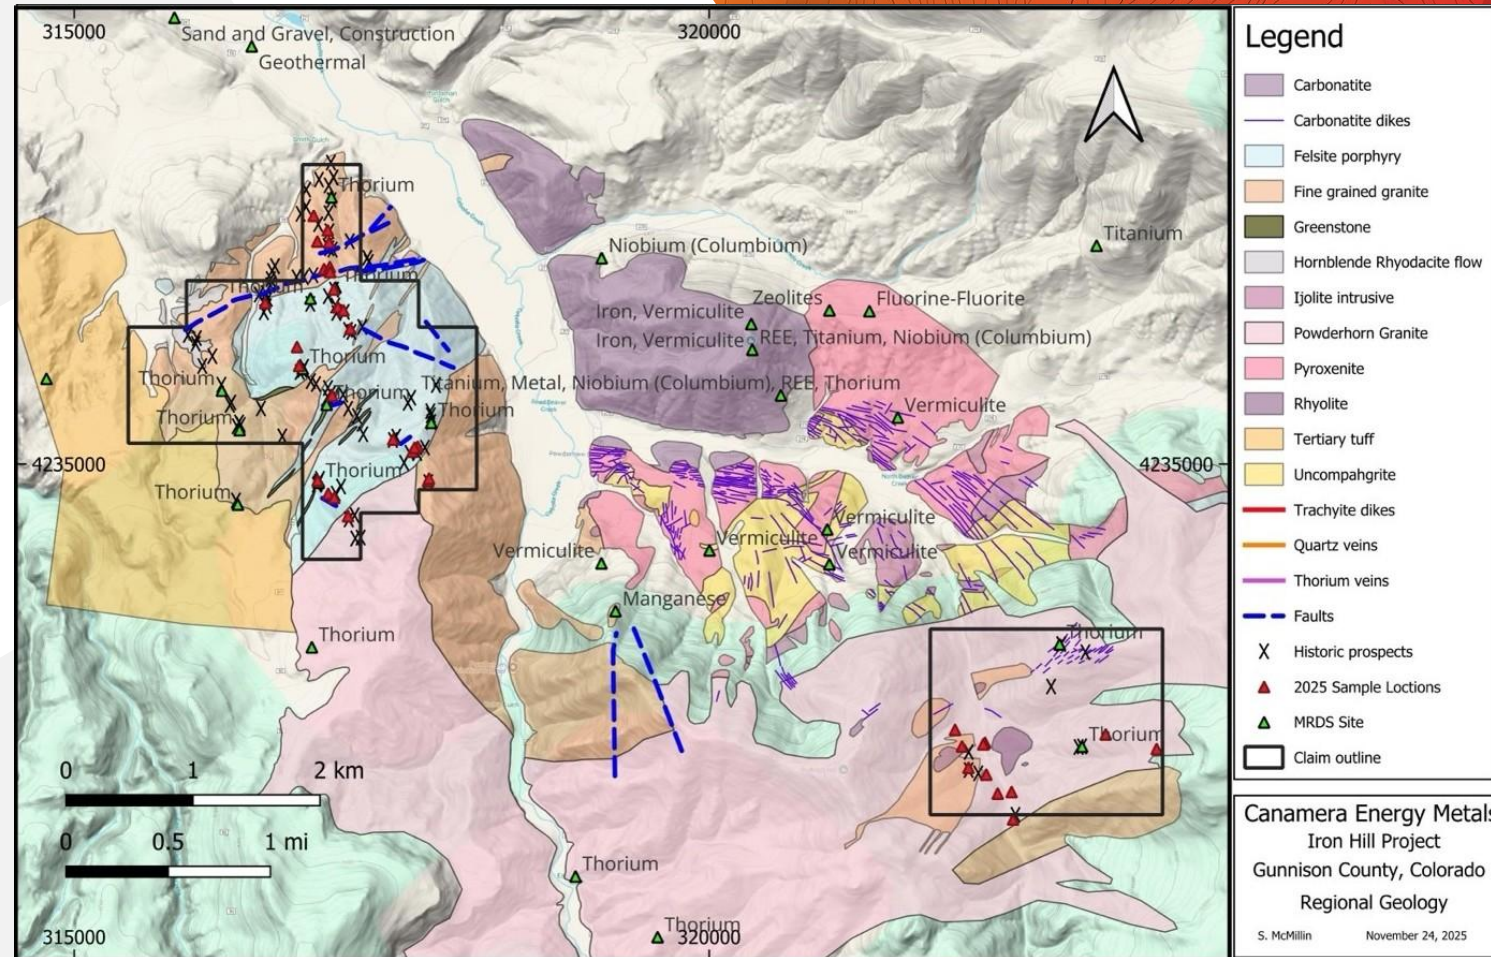 315000
320000
Sand and Gravel, Construction
Geothermal
Thorium
Niobium (Columbium)
Titanium
Thorium
Thorium
Zeolites
Fluorine-Fluorite
Iron, Vermiculite
Iron, Vermiculite
REE, Titanium, Niobium (Columbium)
Thorium
Thorium
Thorium
Titanium, Metal, Niobium (Columbium), REE, Thorium
Thorium
Thorium
Vermiculite
4235000
Thorium
4235000
Thorium
Vermiculite
Vermiculite
Vermiculite
Vermiculite
Manganese
Thorium
Thorium
Thorium
0 1 2 km
0 0.5 1 mi
Thorium
Thorium
315000
320000
Legend
Carbonatite
Carbonatite dikes
Felsite porphyry
Fine grained granite
Greenstone
Hornblende Rhyodacite flow
Ijolite intrusive
Powderhorn Granite
Pyroxenite
Rhyolite
Tertiary tuff
Uncompahgrite
Trachyte dikes
Quartz veins
Thorium veins
Faults
Historic prospects
2025 Sample Loctions
MRDS Site
Claim outline
Canamera Energy Metals
Iron Hill Project
Gunnison County, Colorado
Regional Geology
S. McMillin November 24, 2025